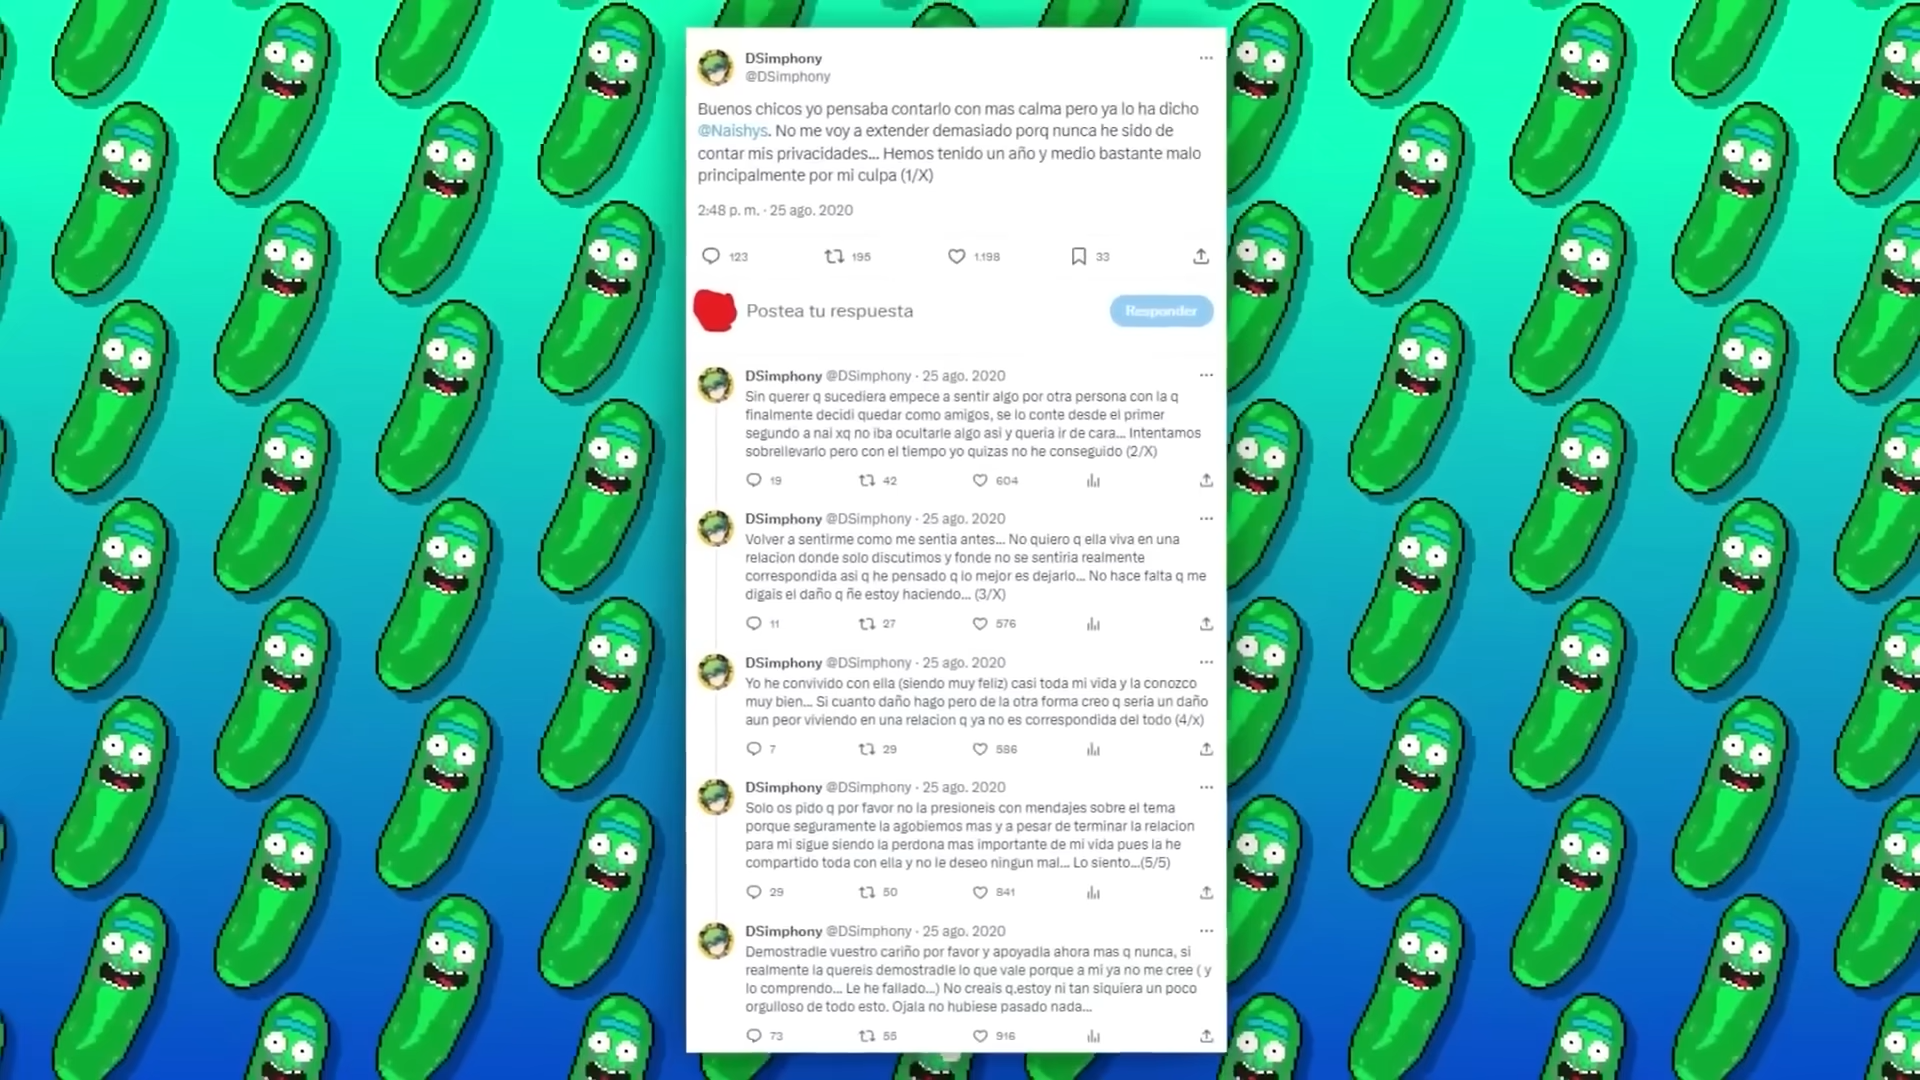 DSimphony
@DSimphony
Buenos chicos yo pensaba contarlo con mas calma pero ya lo ha dicho
@Naishys. No me voy a extender demasiado porq nunca he sido de
contar mis privacidades... Hemos tenido un año y medio bastante malo
principalmente por mi culpa (1/X)
2:48 p. m. · 25 ago. 2020
123 195 1.198 33
Postea tu respuesta Responder
DSimphony @DSimphony · 25 ago. 2020
Sin querer q sucediera empece a sentir algo por otra persona con la q
finalmente decidi quedar como amigos, se lo conte desde el primer
segundo a nai xq no iba ocultarle algo asi y queria ir de cara... Intentamos
sobrellevarlo pero con el tiempo yo quizas no he conseguido (2/X)
19 42 604
DSimphony @DSimphony · 25 ago. 2020
Volver a sentirme como me sentia antes... No quiero q ella viva en una
relacion donde solo discutimos y fonde no se sentiria realmente
correspondida asi q he pensado q lo mejor es dejarlo... No hace falta q me
digais el daño q ñe estoy haciendo... (3/X)
11 27 576
DSimphony @DSimphony · 25 ago. 2020
Yo he convivido con ella (siendo muy feliz) casi toda mi vida y la conozco
muy bien... Si cuanto daño hago pero de la otra forma creo q seria un daño
aun peor viviendo en una relacion q ya no es correspondida del todo (4/x)
7 29 586
DSimphony @DSimphony · 25 ago. 2020
Solo os pido q por favor no la presioneis con mendajes sobre el tema
porque seguramente la agobiemos mas y a pesar de terminar la relacion
para mi sigue siendo la perdona mas importante de mi vida pues la he
compartido toda con ella y no le deseo ningun mal... Lo siento...(5/5)
29 50 841
DSimphony @DSimphony · 25 ago. 2020
Demostradle vuestro cariño por favor y apoyadla ahora mas q nunca, si
realmente la quereis demostradle lo que vale porque a mi ya no me cree ( y
lo comprendo... Le he fallado...) No creais q,estoy ni tan siquiera un poco
orgulloso de todo esto. Ojala no hubiese pasado nada...
73 55 916